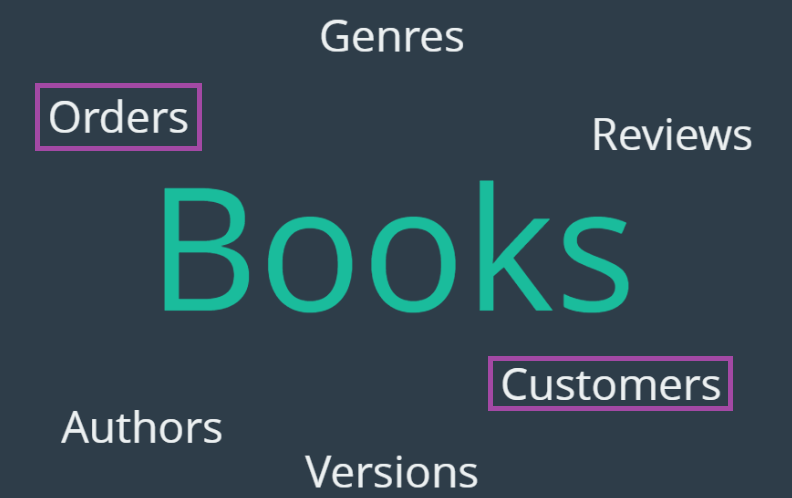 Genres
Orders
Reviews
Books
Customers
Authors
Versions